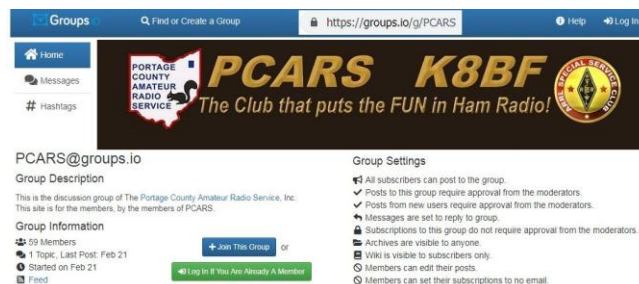 Groups.io
Find or Create a Group
https://groups.io/g/PCARS
Help
Log In
Home
Messages
# Hashtags
PORTAGE
COUNTY
AMATEUR
RADIO
SERVICE
PCARS K8BF
The Club that puts the FUN in Ham Radio!
ARRL SPECIAL SERVICE CLUB
PCARS@groups.io
Group Description
This is the discussion group of The Portage County Amateur Radio Service, Inc.
This site is for the members, by the members of PCARS.
Group Information
59 Members
1 Topic, Last Post: Feb 21
Started on Feb 21
Feed
+ Join This Group or
Log In If You Are Already A Member
Group Settings
All subscribers can post to the group.
Posts to this group require approval from the moderators.
Posts from new users require approval from the moderators.
Messages are set to reply to group.
Subscriptions to this group do not require approval from the moderators.
Archives are visible to anyone.
Wiki is visible to subscribers only.
Members can edit their posts.
Members can set their subscriptions to no email.